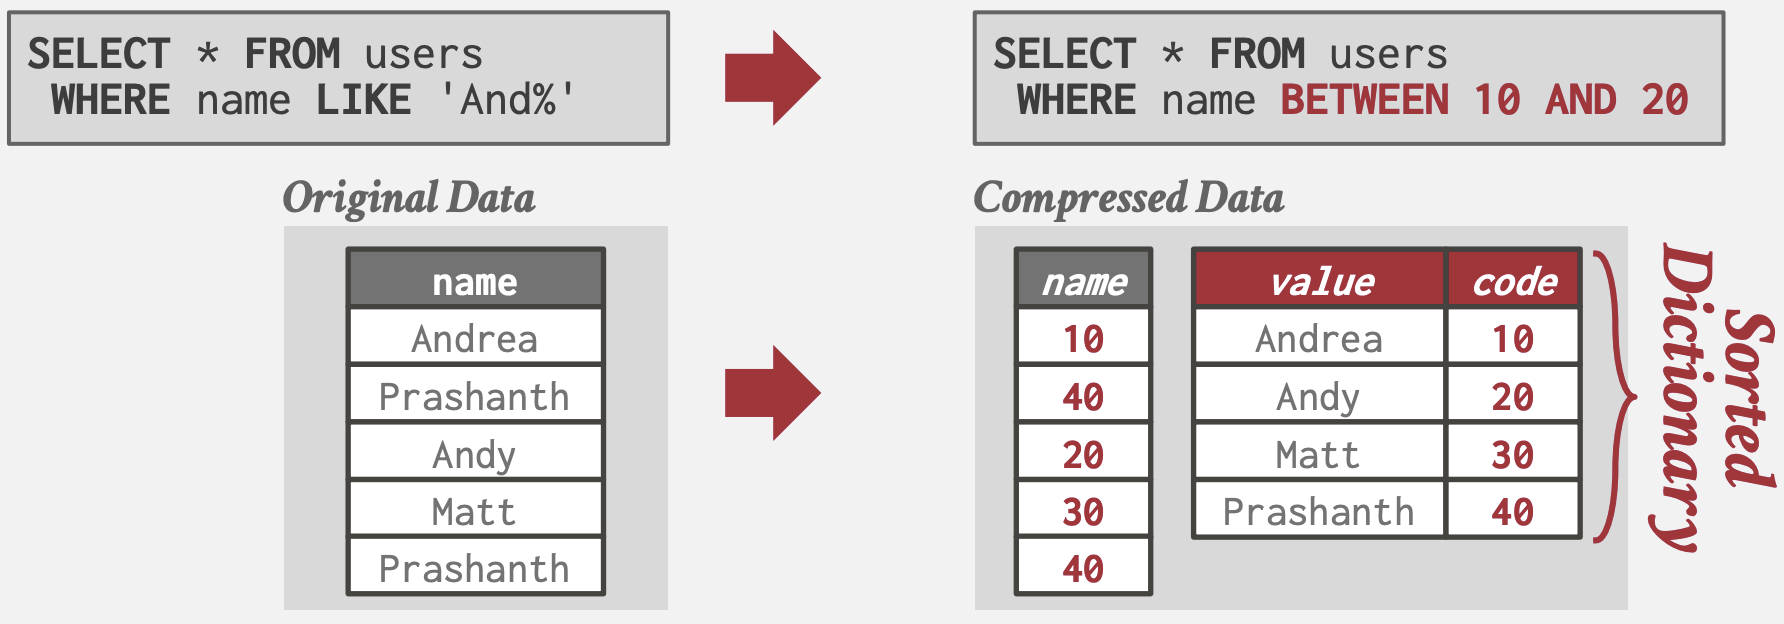 SELECT * FROM users
WHERE name LIKE 'And%'
SELECT * FROM users
WHERE name BETWEEN 10 AND 20
Original Data
name
Andrea
Prashanth
Andy
Matt
Prashanth
Compressed Data
name
10
40
20
30
40
value code
Andrea 10
Andy 20
Matt 30
Prashanth 40
Sorted
Dictionary